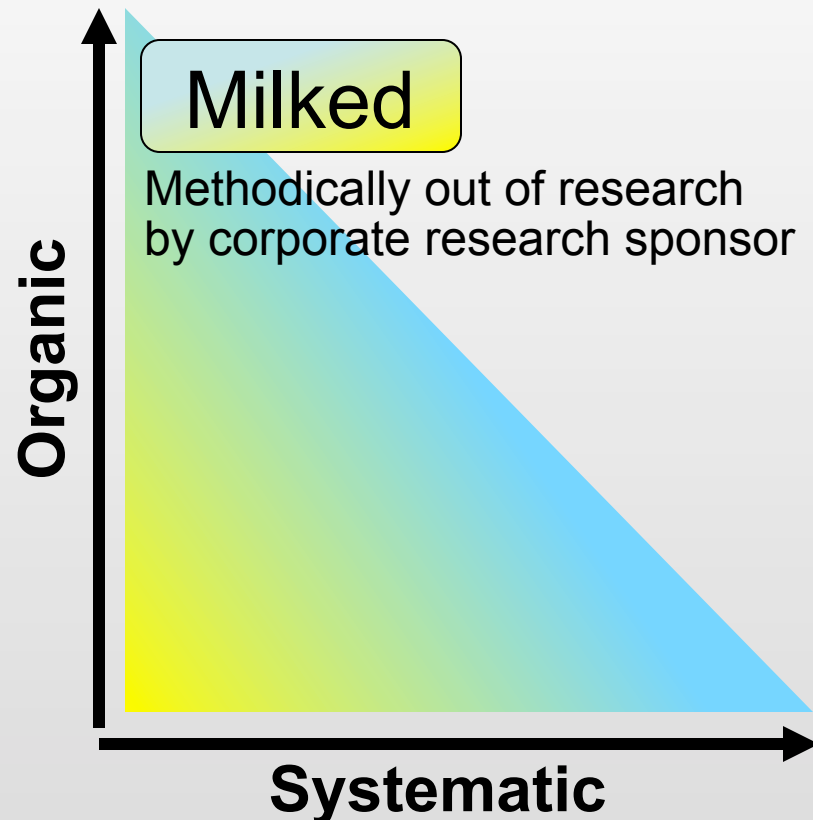 Milked
Methodically out of research
by corporate research sponsor
Organic
Systematic